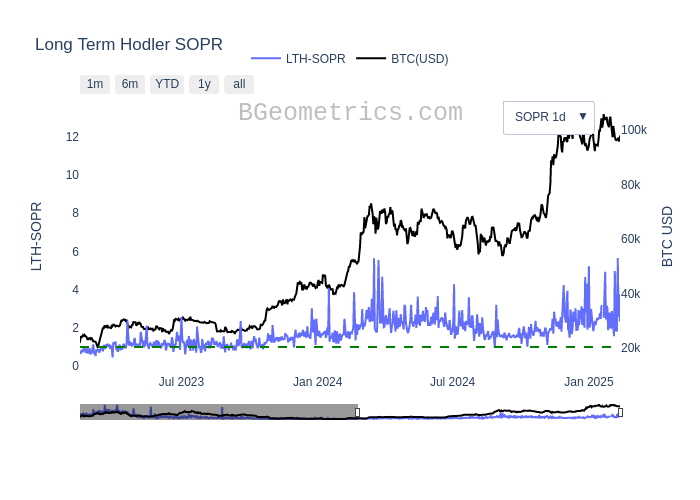 Long Term Hodler SOPR
LTH-SOPR BTC(USD)
1m 6m YTD 1y all
BGeometrics.com
SOPR 1d ▼
12
10
8
6
4
2
0
LTH-SOPR
100k
80k
60k
40k
20k
BTC USD
Jul 2023 Jan 2024 Jul 2024 Jan 2025